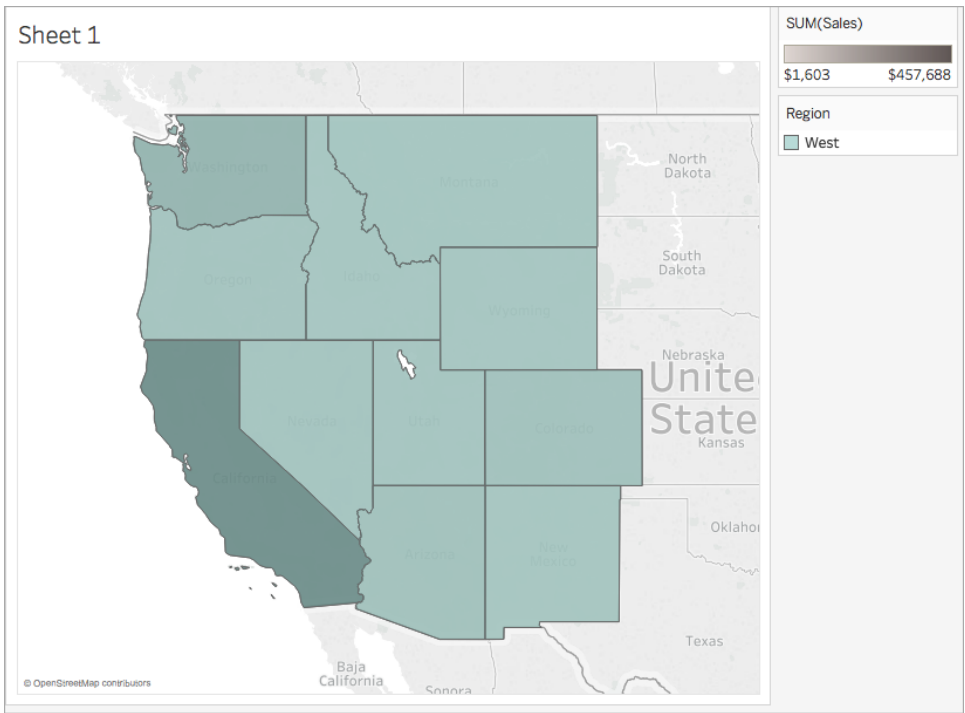 Sheet 1
SUM(Sales)
$1,603 $457,688
Region
West
Washington
Montana
North
Dakota
Oregon
Idaho
South
Dakota
Wyoming
Nebraska
Unite
State
Nevada
Utah
Colorado
Kansas
California
Oklaho
Arizona
New
Mexico
Texas
Baja
California
Sonora
© OpenStreetMap contributors